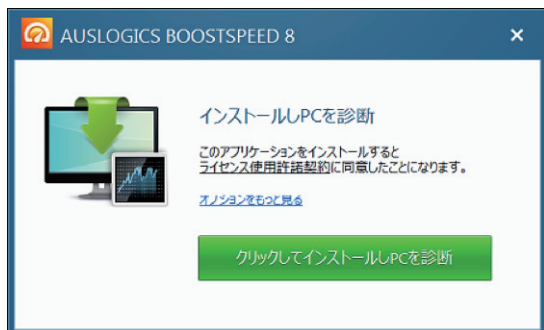 AUSLOGICS BOOSTSPEED 8
インストールしPCを診断
このアプリケーションをインストールすると
ライセンス使用許諾契約に同意したことになります。
オプションをもっと見る
クリックしてインストールしPCを診断